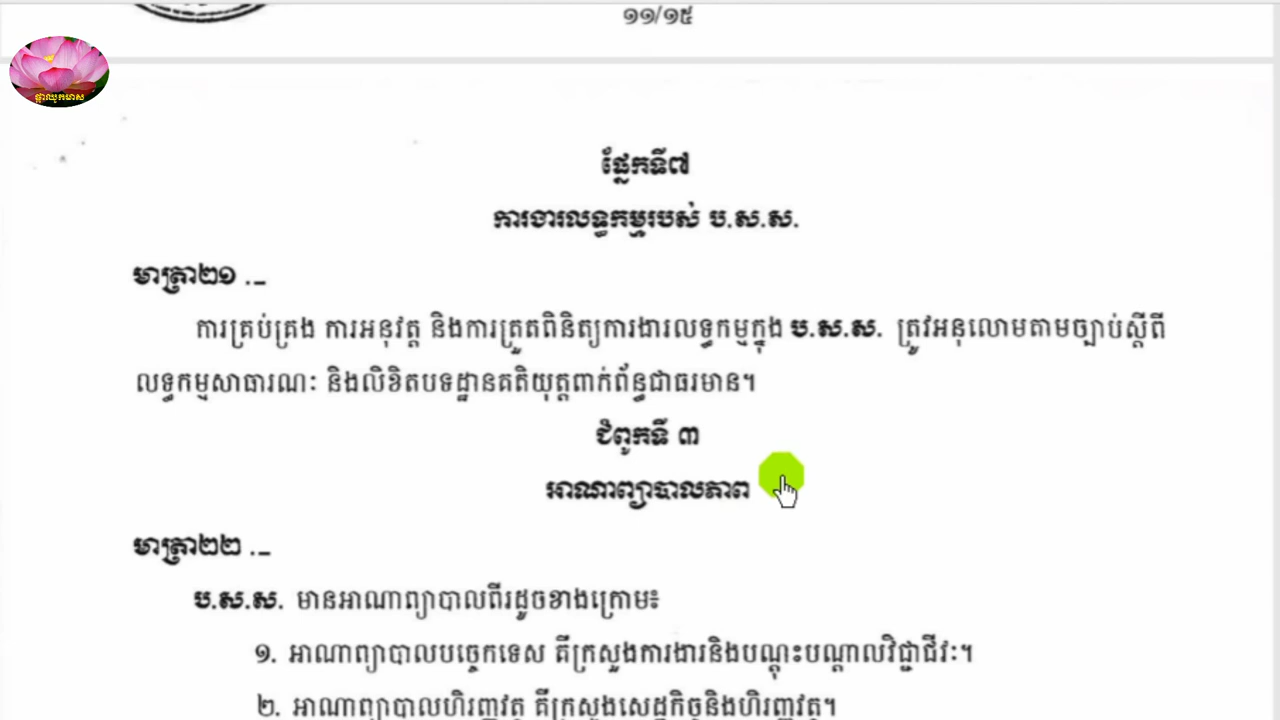 ១១/១៥
ផ្កាឈូកមាស
ផ្នែកទី៧
ការងារលទ្ធកម្មរបស់ ប.ស.ស.
មាត្រា២១ ._
ការគ្រប់គ្រង ការអនុវត្ត និងការត្រួតពិនិត្យការងារលទ្ធកម្មក្នុង ប.ស.ស. ត្រូវអនុលោមតាមច្បាប់ស្តីពី
លទ្ធកម្មសាធារណៈ និងលិខិតបទដ្ឋានគតិយុត្តពាក់ព័ន្ធជាធរមាន។
ជំពូកទី ៣
អាណាព្យាបាលភាព
មាត្រា២២ ._
ប.ស.ស. មានអាណាព្យាបាលពីរដូចខាងក្រោម៖
១. អាណាព្យាបាលបច្ចេកទេស គឺក្រសួងការងារនិងបណ្តុះបណ្តាលវិជ្ជាជីវៈ។
២. អាណាព្យាបាលហិរញ្ញវត្ថុ គឺក្រសួងសេដ្ឋកិច្ចនិងហិរញ្ញវត្ថុ។